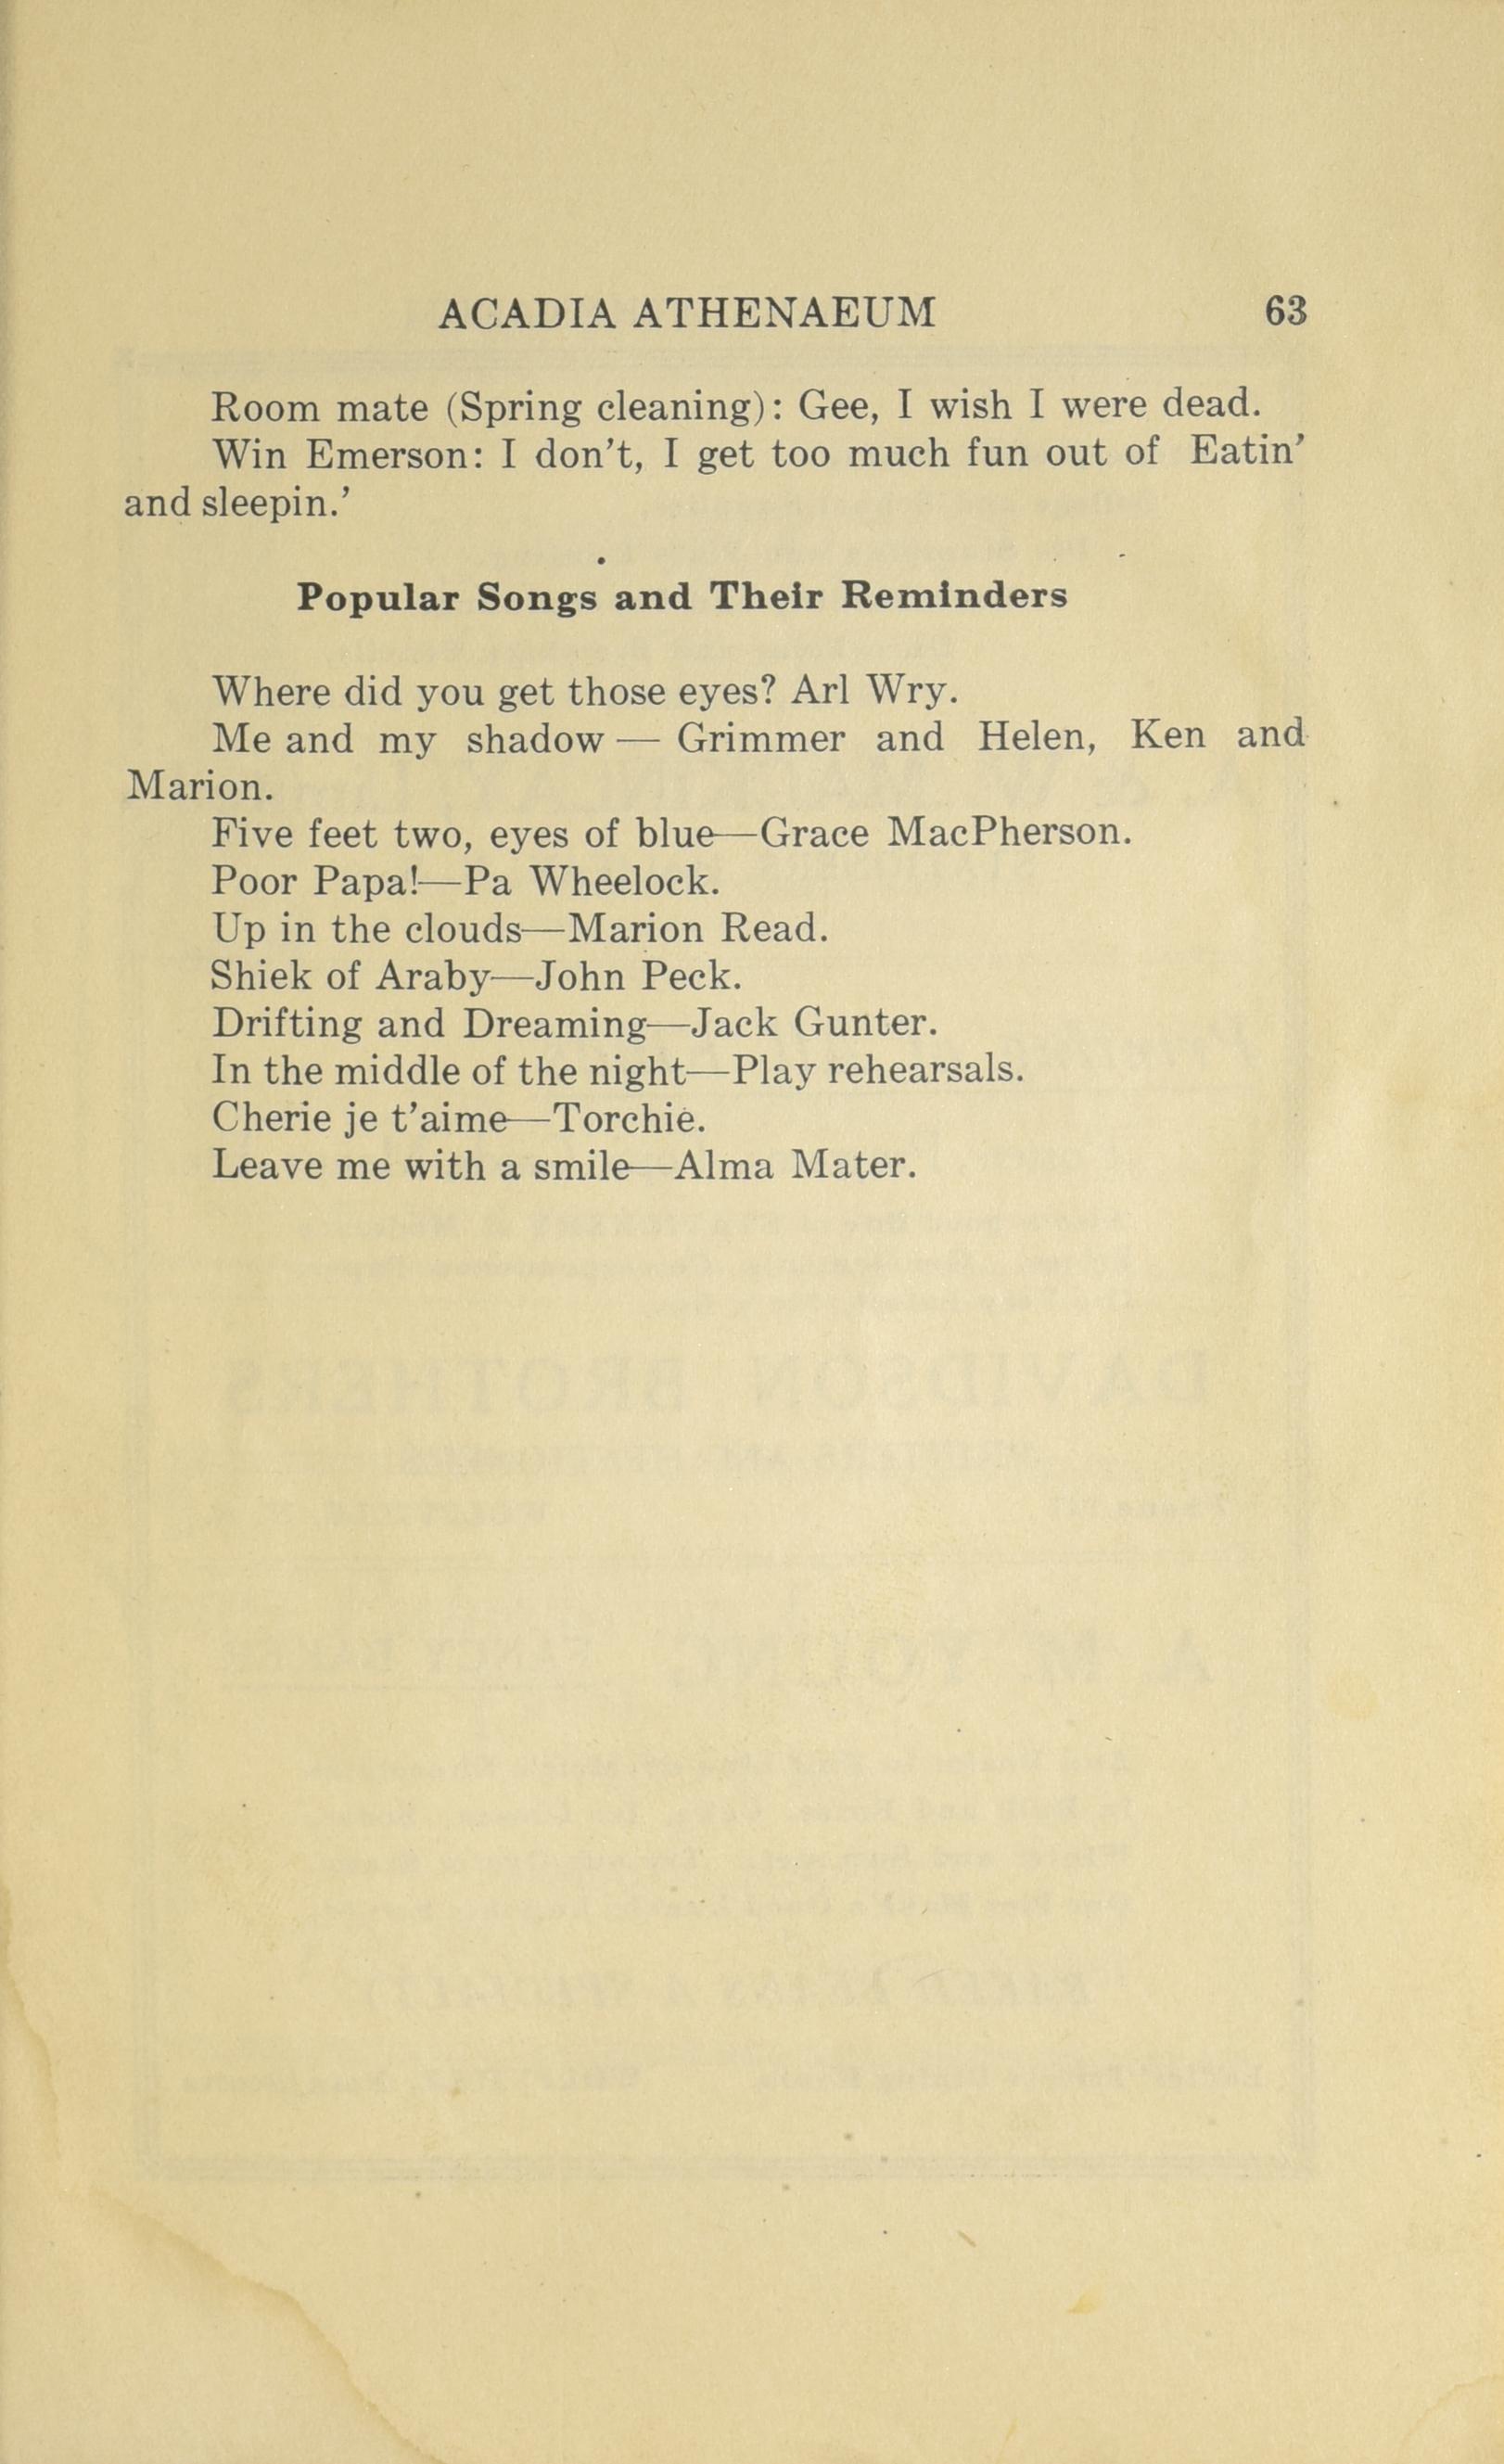 ACADIA ATHENAEUM 63
Room mate (Spring cleaning): Gee, I wish I were dead.
Win Emerson: I don't, I get too much fun out of Eatin'
and sleepin.'
Popular Songs and Their Reminders
Where did you get those eyes? Arl Wry.
Me and my shadow — Grimmer and Helen, Ken and
Marion.
Five feet two, eyes of blue—Grace MacPherson.
Poor Papa!—Pa Wheelock.
Up in the clouds—Marion Read.
Shiek of Araby—John Peck.
Drifting and Dreaming—Jack Gunter.
In the middle of the night—Play rehearsals.
Cherie je t'aime—Torchie.
Leave me with a smile—Alma Mater.